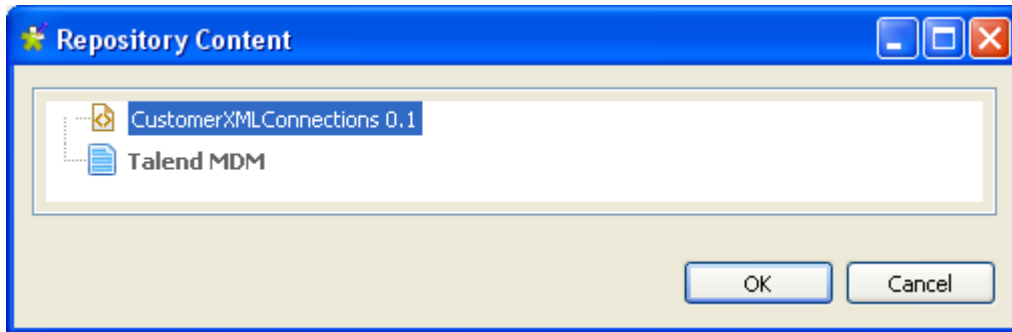 Repository Content
CustomerXMLConnections 0.1
Talend MDM
OK Cancel